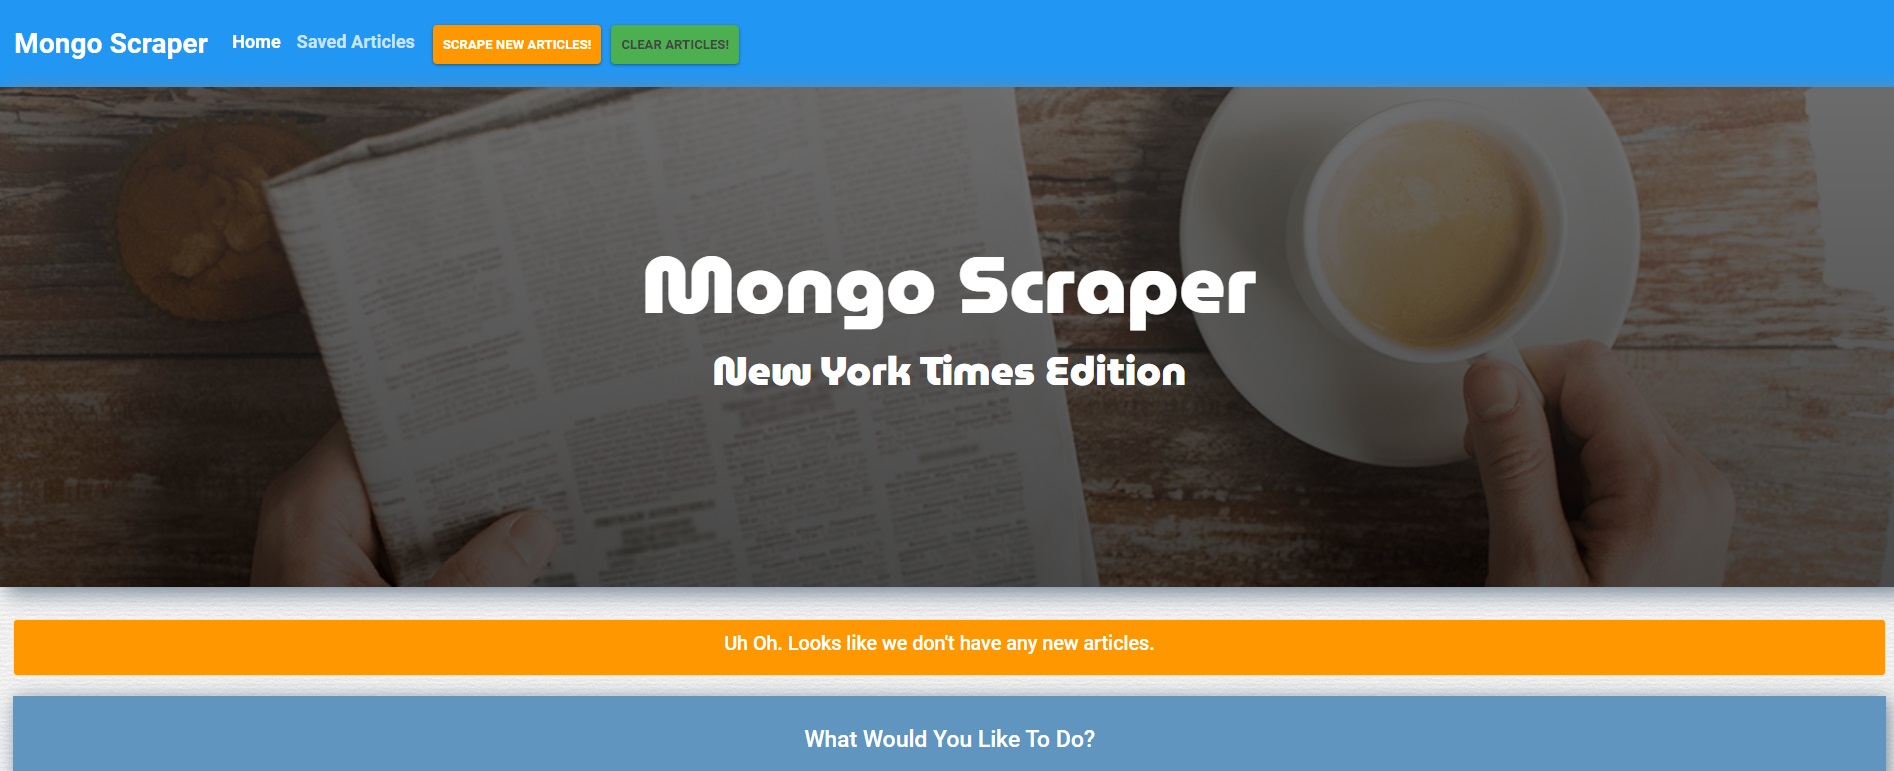 Mongo Scraper Home Saved Articles SCRAPE NEW ARTICLES! CLEAR ARTICLES!
Mongo Scraper
New York Times Edition
Uh Oh. Looks like we don't have any new articles.
What Would You Like To Do?